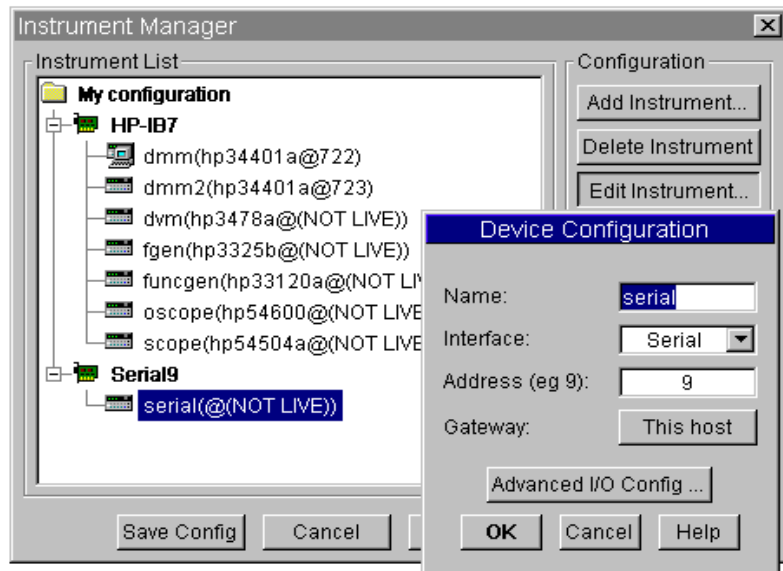 Instrument Manager
Instrument List
Configuration
My configuration
HP-IB7
dmm(hp34401a@722)
dmm2(hp34401a@723)
dvm(hp3478a@(NOT LIVE))
fgen(hp3325b@(NOT LIVE))
funcgen(hp33120a@(NOT LI
oscope(hp54600@(NOT LIVE
scope(hp54504a@(NOT LIVE
Serial9
serial(@(NOT LIVE))
Add Instrument...
Delete Instrument
Edit Instrument...
Save Config
Cancel
Device Configuration
Name: serial
Interface: Serial
Address (eg 9): 9
Gateway: This host
Advanced I/O Config ...
OK Cancel Help